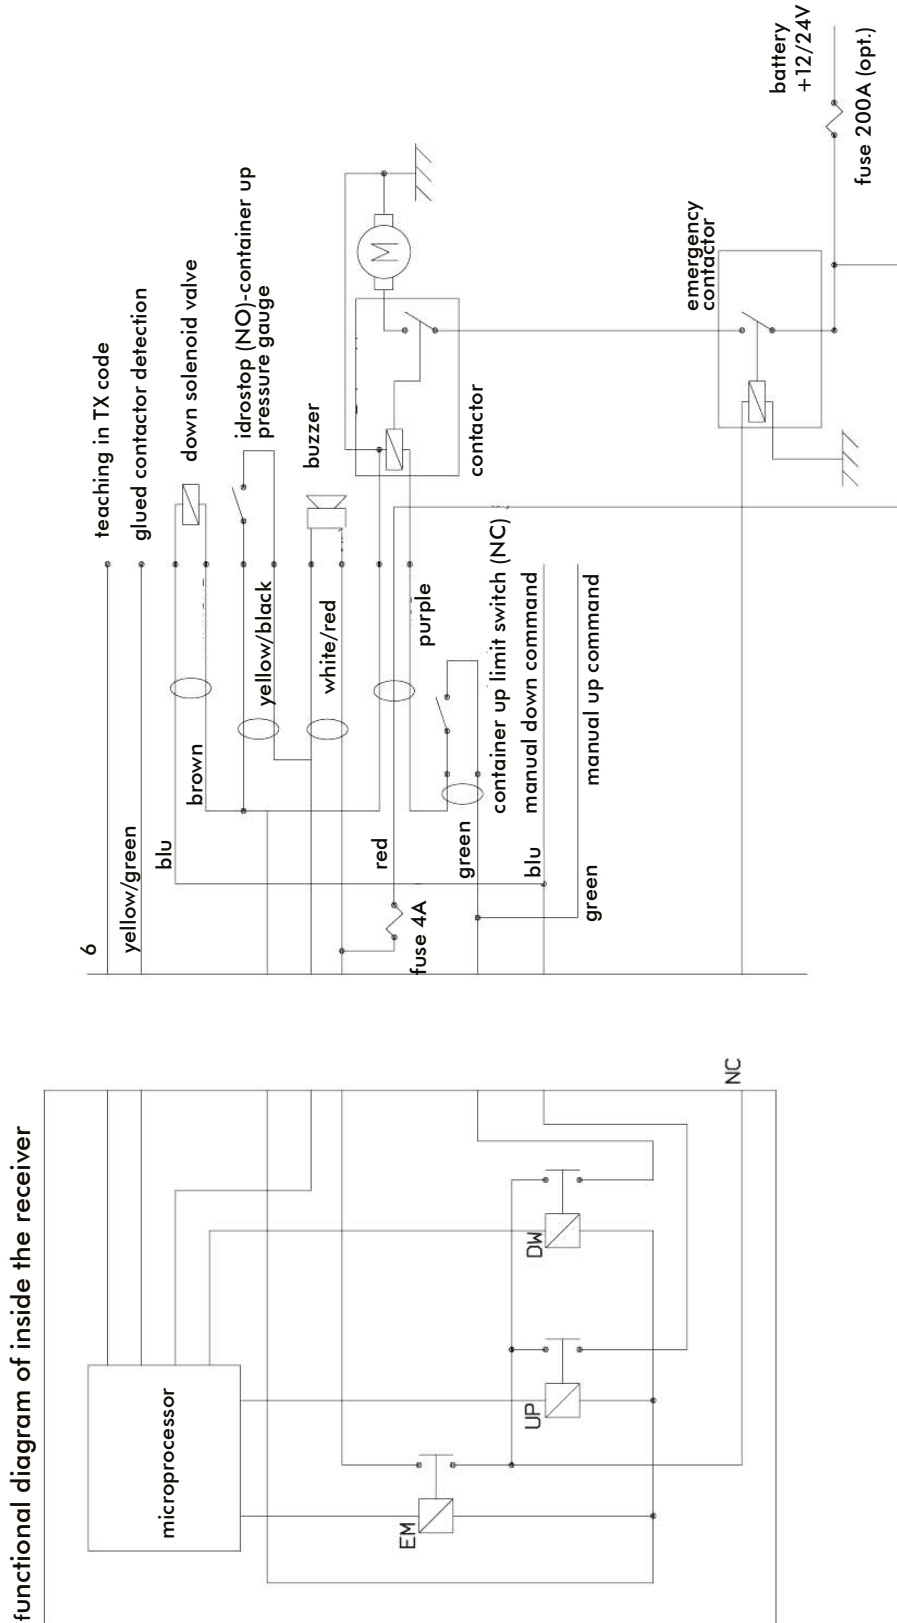 functional diagram of inside the receiver
microprocessor
EM
UP
DW
NC
6
teaching in TX code
yellow/green
glued contactor detection
blu
down solenoid valve
brown
idrostop (NO)-container up
pressure gauge
yellow/black
buzzer
white/red
M
contactor
red
fuse 4A
purple
green
container up limit switch (NC)
blu
manual down command
green
manual up command
emergency
contactor
battery
+12/24V
fuse 200A (opt.)